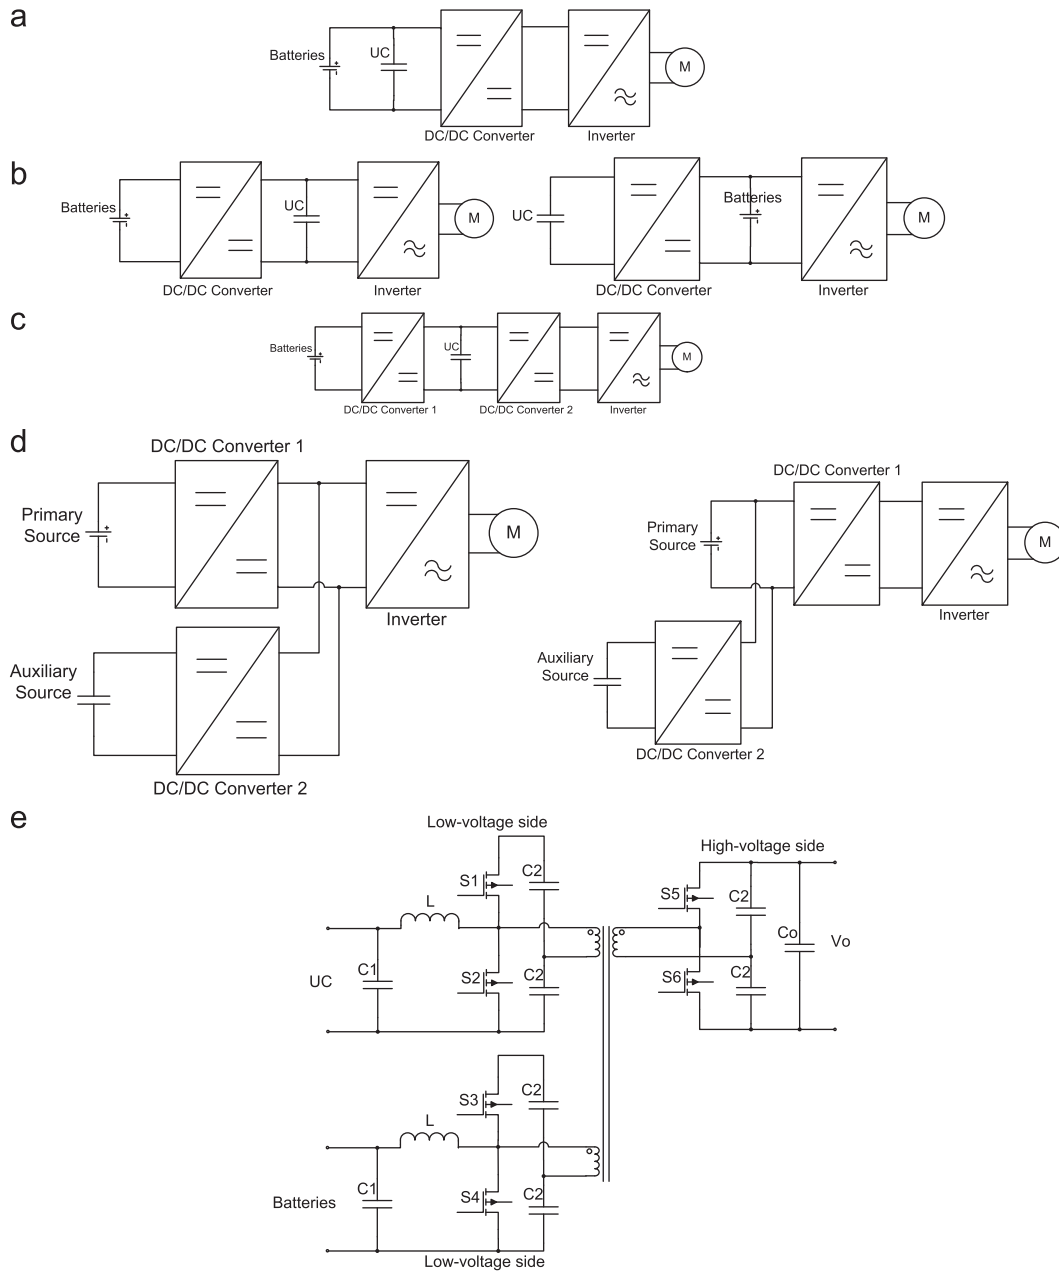 a
Batteries
UC
M
DC/DC Converter
Inverter
b
Batteries
UC
M
DC/DC Converter
Inverter
UC
Batteries
M
DC/DC Converter
Inverter
c
Batteries
UC
M
DC/DC Converter 1
DC/DC Converter 2
Inverter
d
DC/DC Converter 1
Primary
Source
M
Inverter
Auxiliary
Source
DC/DC Converter 2
DC/DC Converter 1
Primary
Source
M
Inverter
Auxiliary
Source
DC/DC Converter 2
e
Low-voltage side
High-voltage side
S1
C2
L
S5
C2
Co
Vo
C1
UC
S2
C2
S6
C2
S3
C2
L
C1
Batteries
S4
C2
Low-voltage side